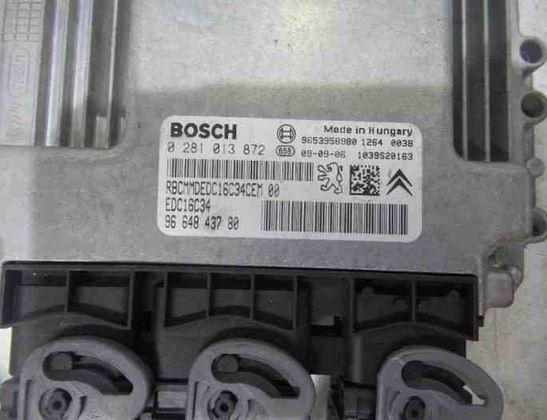 BOSCH
Made in Hungary
0 281 013 872
9653958980 1264 0038
658 09-09-06 1039S20163
RBCMMDEDC16C34CEM 00
EDC16C34
96 648 437 80